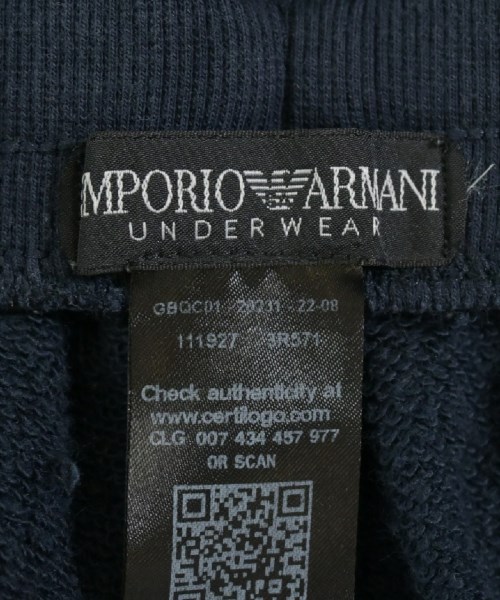 EMPORIO ARMANI
UNDERWEAR
GBQC01 - 20231 - 22-08
111927 3R571
Check authenticity at
www.certilogo.com
CLG 007 434 457 977
OR SCAN